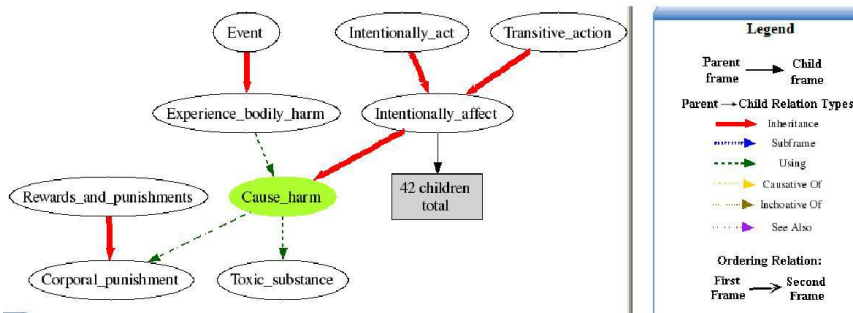 Event
Intentionally_act
Transitive_action
Experience_bodily_harm
Intentionally_affect
Rewards_and_punishments
Cause_harm
42 children
total
Corporal_punishment
Toxic_substance
Legend
Parent
frame
Child
frame
Parent → Child Relation Types
Inheritance
Subframe
Using
Causative Of
Inchoative Of
See Also
Ordering Relation:
First
Frame
Second
Frame